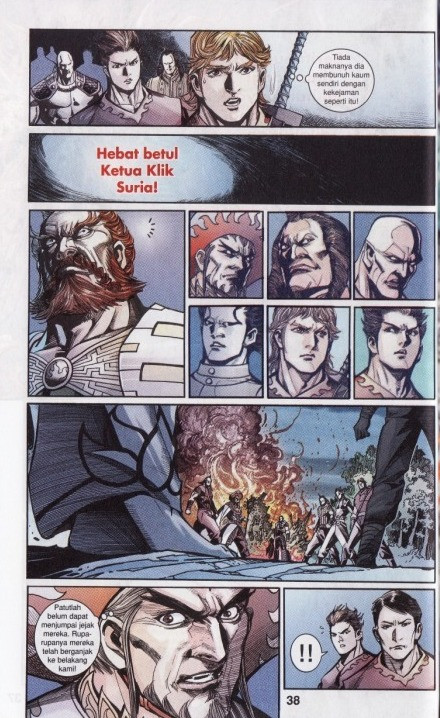 Tiada
maknanya dia
membunuh kaum
sendiri dengan
kekejaman
seperti itu!
Hebat betul
Ketua Klik
Suria!
Patutlah
belum dapat
menjumpai jejak
mereka. Rupa-
rupanya mereka
telah berganjak
ke belakang
kami!
!!
38